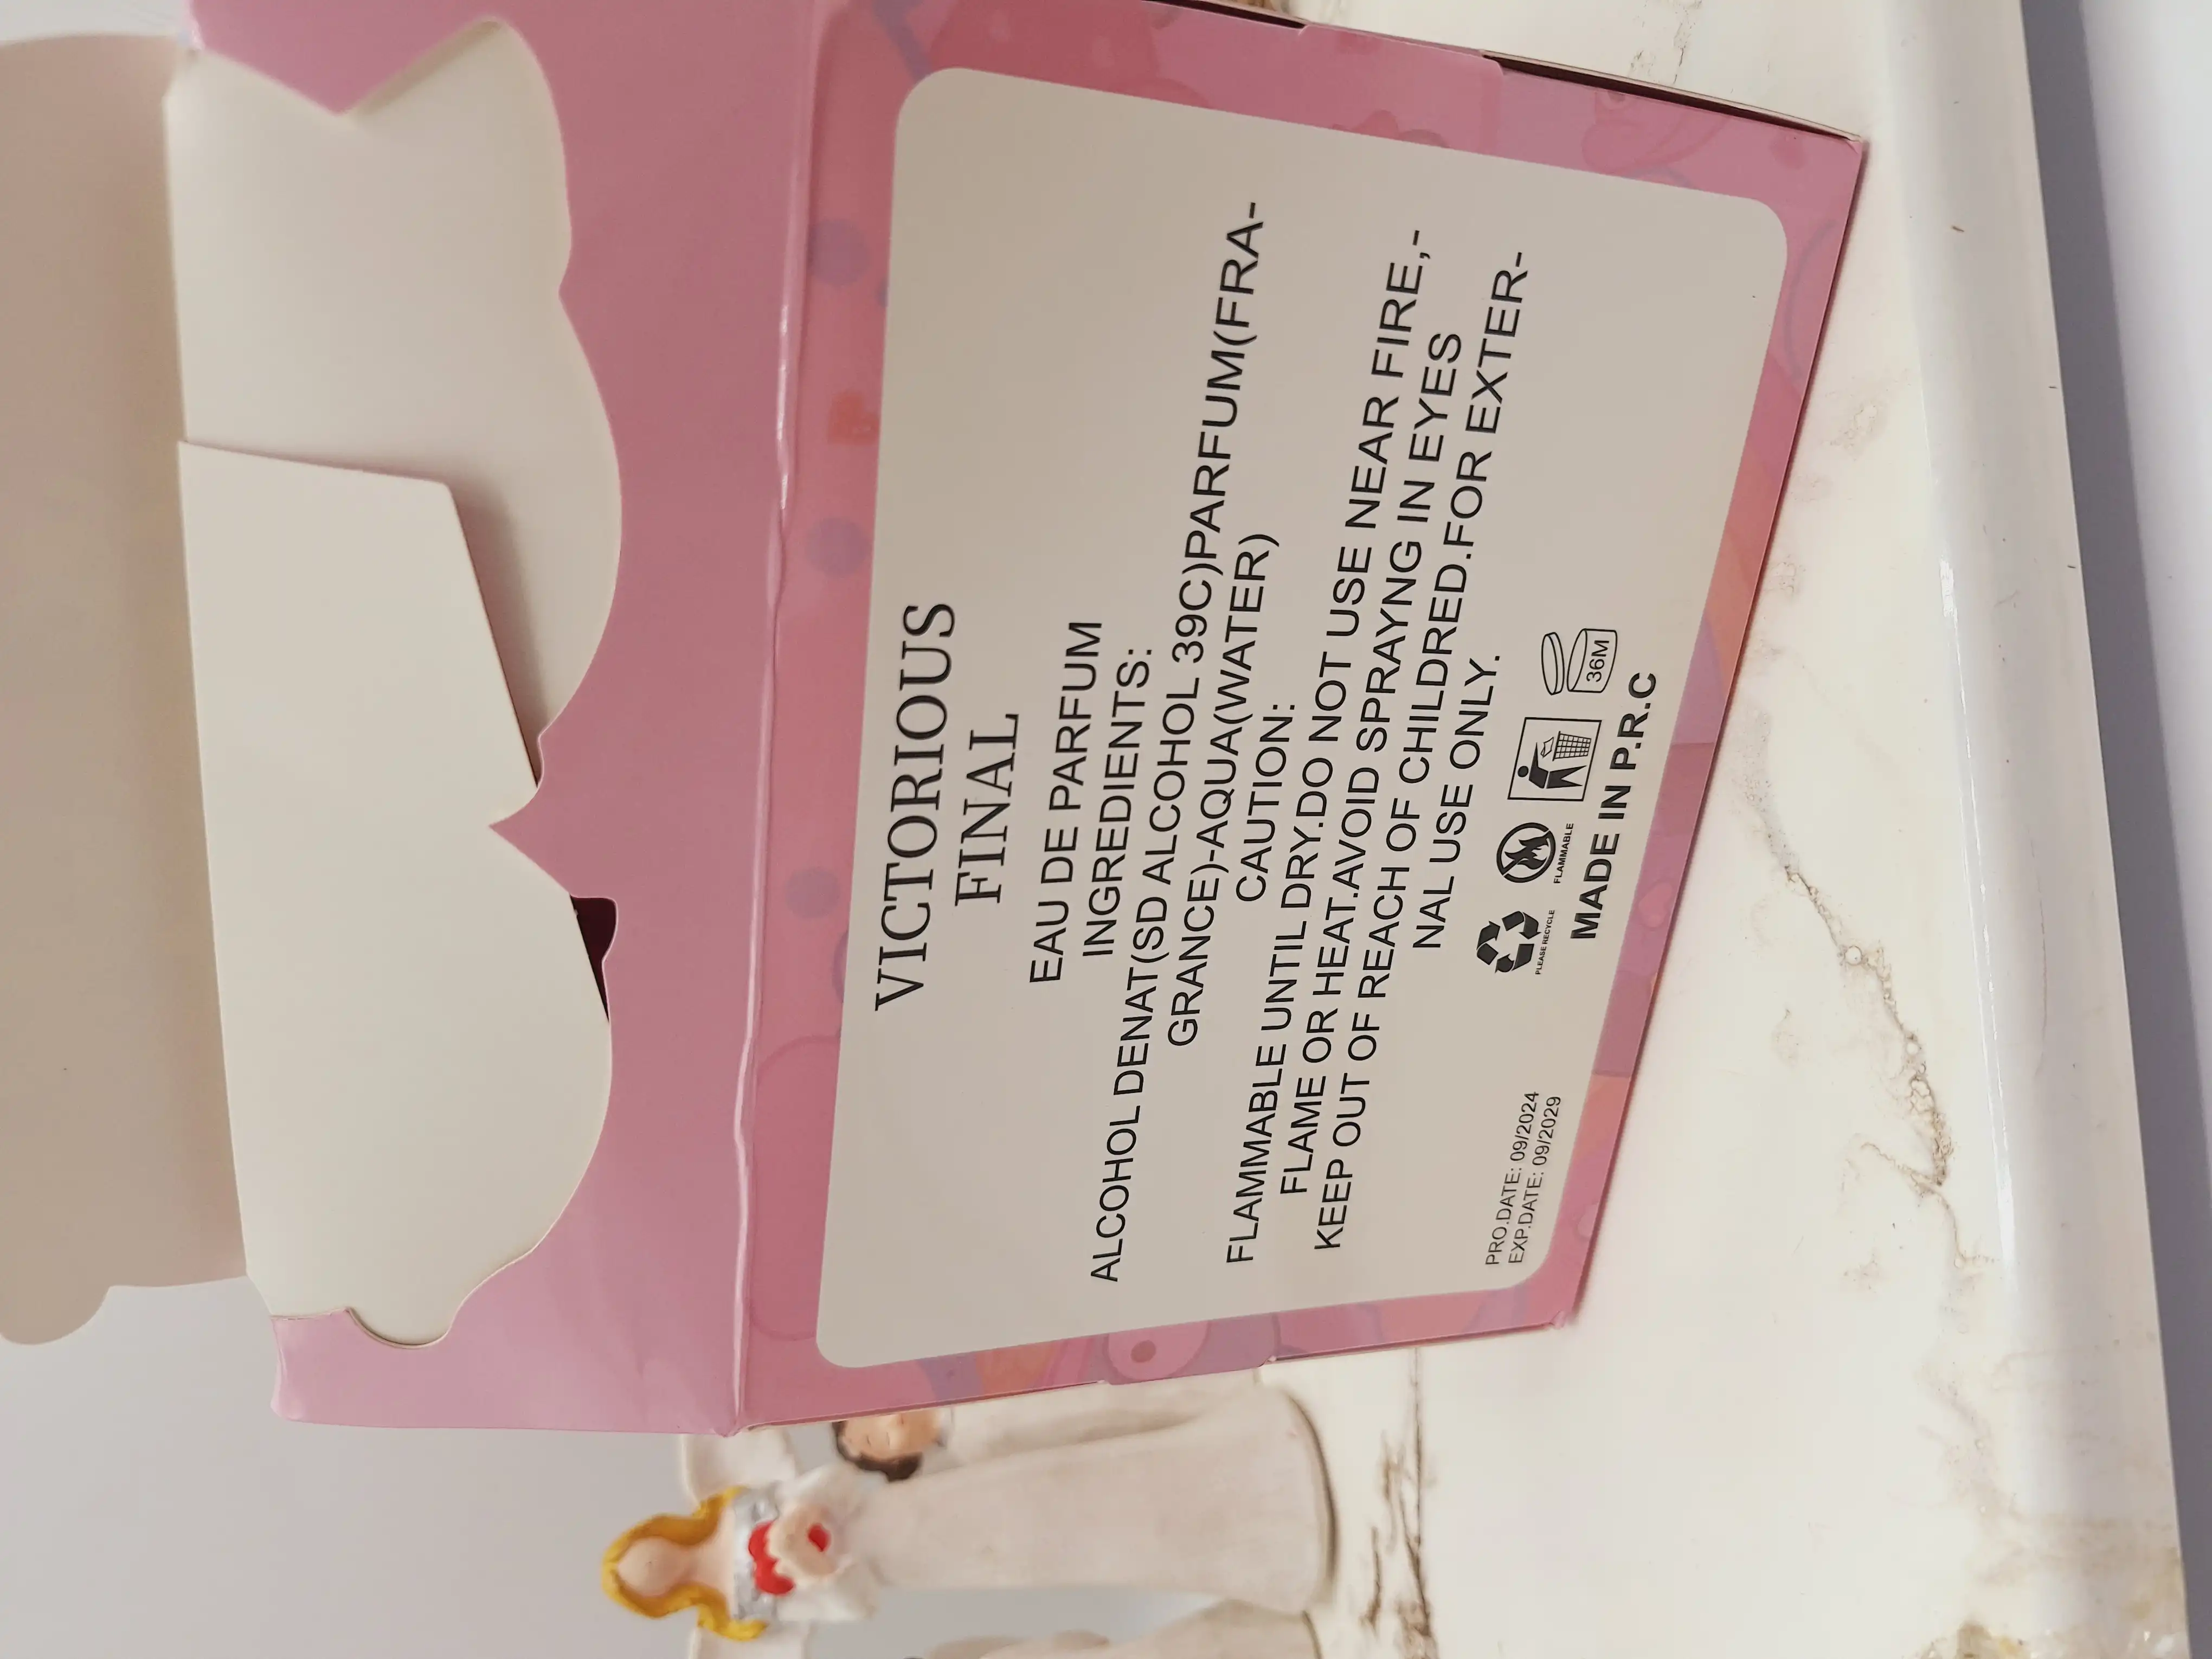 VICTORIOUS
FINAL
EAU DE PARFUM
INGREDIENTS:
ALCOHOL DENAT(SD ALCOHOL 39C)PARFUM(FRA-
GRANCE)-AQUA(WATER)
CAUTION:
FLAMMABLE UNTIL DRY.DO NOT USE NEAR FIRE,-
FLAME OR HEAT.AVOID SPRAYNG IN EYES
KEEP OUT OF REACH OF CHILDRED.FOR EXTER-
NAL USE ONLY.
PLEASE RECYCLE
FLAMMABLE
36M
MADE IN P.R.C
PRO.DATE: 09/2024
EXP.DATE: 09/2029